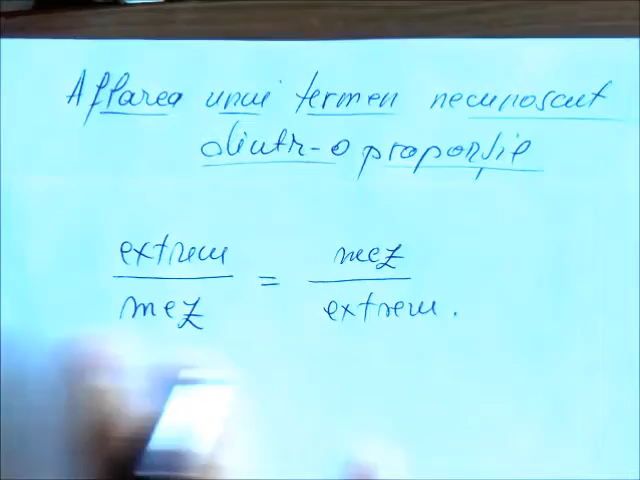 Aflarea unui termen necunoscut
dintr-o proporție
extrem = mez
mez extrem.